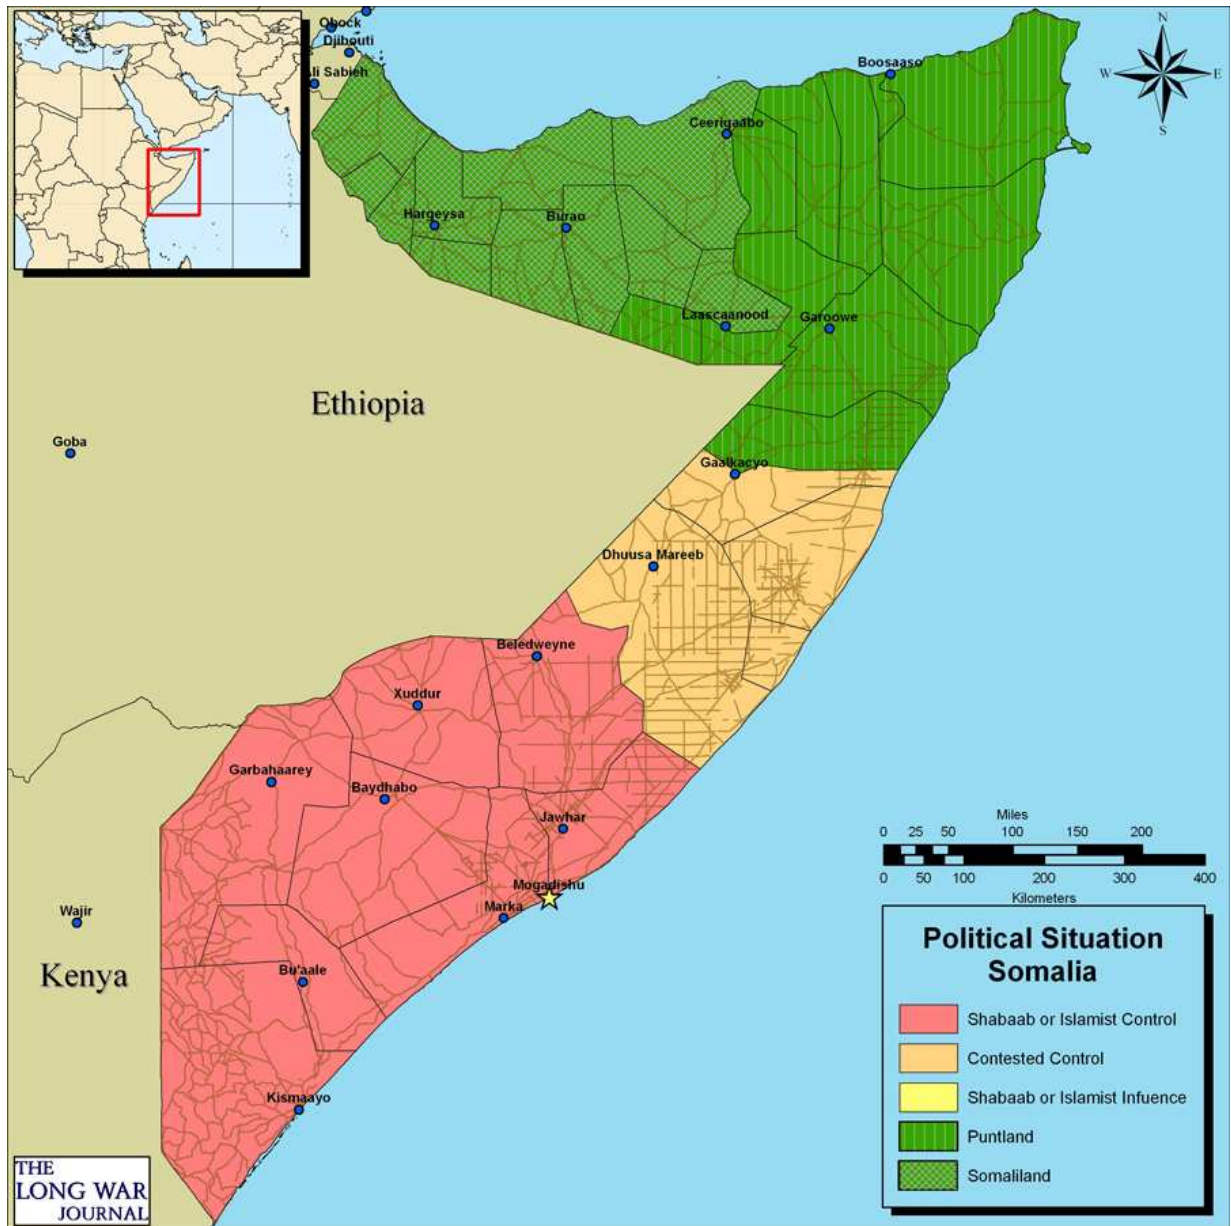 Obock
Djibouti
Ali Sabieh
Boosaaso
N
W
E
S
Ceerigaabo
Hargeysa
Burao
Laascaanood
Garoowe
Ethiopia
Goba
Gaalkacyo
Dhuusa Mareeb
Beledweyne
Xuddur
Garbahaarey
Baydhabo
Jawhar
Mogadishu
Marka
Wajir
Kenya
Bu'aale
Kismaayo
Miles
0 25 50 100 150 200
0 50 100 200 300 400
Kilometers
Political Situation
Somalia
Shabaab or Islamist Control
Contested Control
Shabaab or Islamist Infuence
Puntland
Somaliland
THE
LONG WAR
JOURNAL